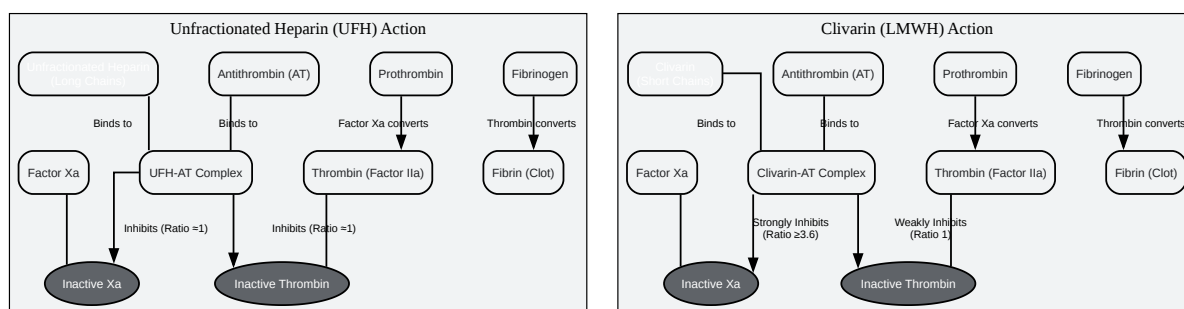 Unfractionated Heparin (UFH) Action
Unfractionated Heparin
(Long Chains)
Antithrombin (AT)
Prothrombin
Fibrinogen
Binds to
Binds to
Factor Xa converts
Thrombin converts
Factor Xa
UFH-AT Complex
Thrombin (Factor IIa)
Fibrin (Clot)
Inhibits (Ratio ≈1)
Inhibits (Ratio ≈1)
Inactive Xa
Inactive Thrombin
Clivarin (LMWH) Action
Clivarin
(Short Chains)
Antithrombin (AT)
Prothrombin
Fibrinogen
Binds to
Binds to
Factor Xa converts
Thrombin converts
Factor Xa
Clivarin-AT Complex
Thrombin (Factor IIa)
Fibrin (Clot)
Strongly Inhibits
(Ratio ≥3.6)
Weakly Inhibits
(Ratio 1)
Inactive Xa
Inactive Thrombin